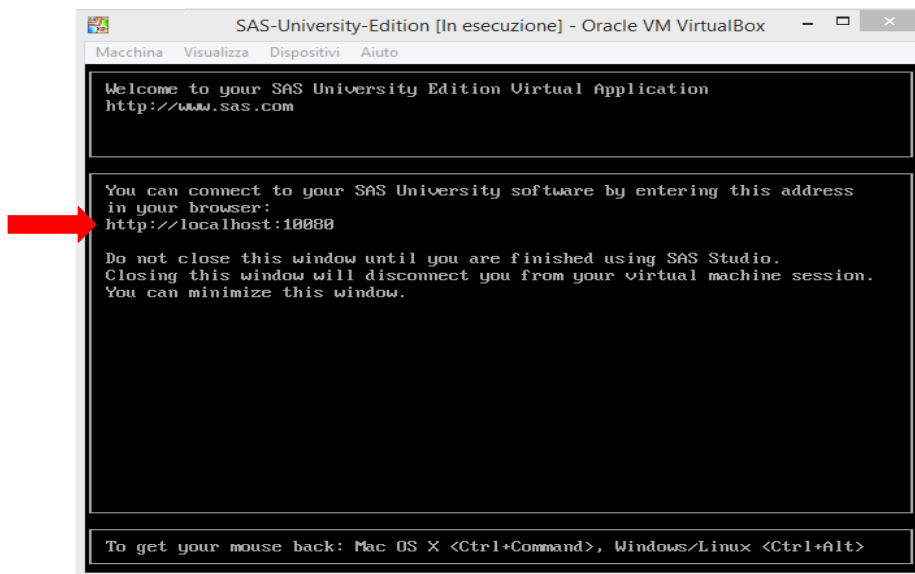 SAS-University-Edition [In esecuzione] - Oracle VM VirtualBox
Macchina Visualizza Dispositivi Aiuto
Welcome to your SAS University Edition Virtual Application
http://www.sas.com
You can connect to your SAS University software by entering this address
in your browser:
http://localhost:10080
Do not close this window until you are finished using SAS Studio.
Closing this window will disconnect you from your virtual machine session.
You can minimize this window.
To get your mouse back: Mac OS X <Ctrl+Command>, Windows/Linux <Ctrl+Alt>